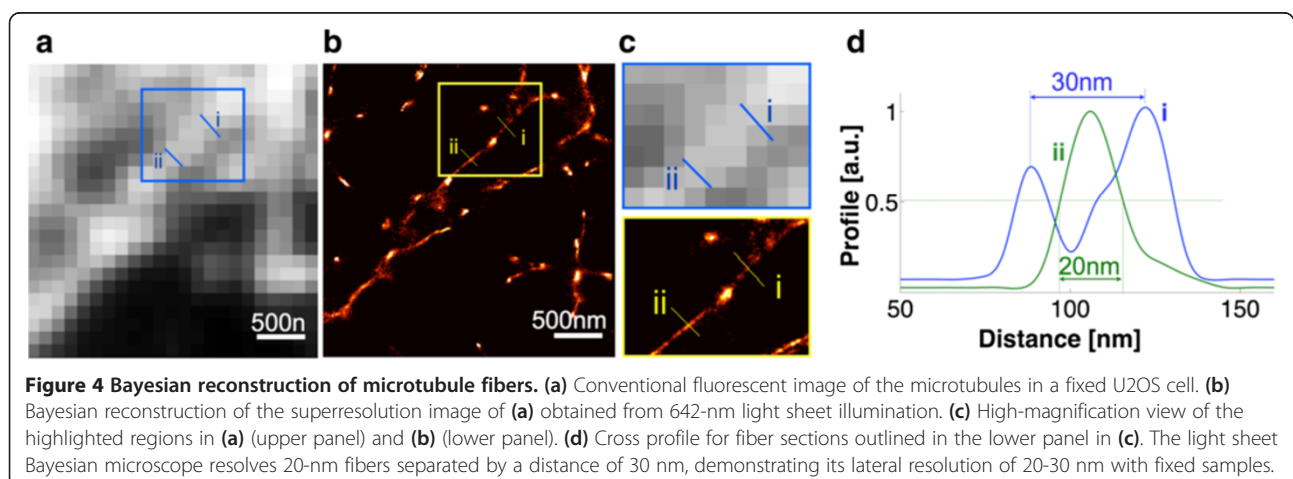 a
b
c
d
i
ii
500n
i
ii
500nm
i
ii
i
ii
30nm
i
ii
20nm
1
0.5
Profile [a.u.]
50
100
150
Distance [nm]
Figure 4 Bayesian reconstruction of microtubule fibers. (a) Conventional fluorescent image of the microtubules in a fixed U2OS cell. (b)
Bayesian reconstruction of the superresolution image of (a) obtained from 642-nm light sheet illumination. (c) High-magnification view of the
highlighted regions in (a) (upper panel) and (b) (lower panel). (d) Cross profile for fiber sections outlined in the lower panel in (c). The light sheet
Bayesian microscope resolves 20-nm fibers separated by a distance of 30 nm, demonstrating its lateral resolution of 20-30 nm with fixed samples.